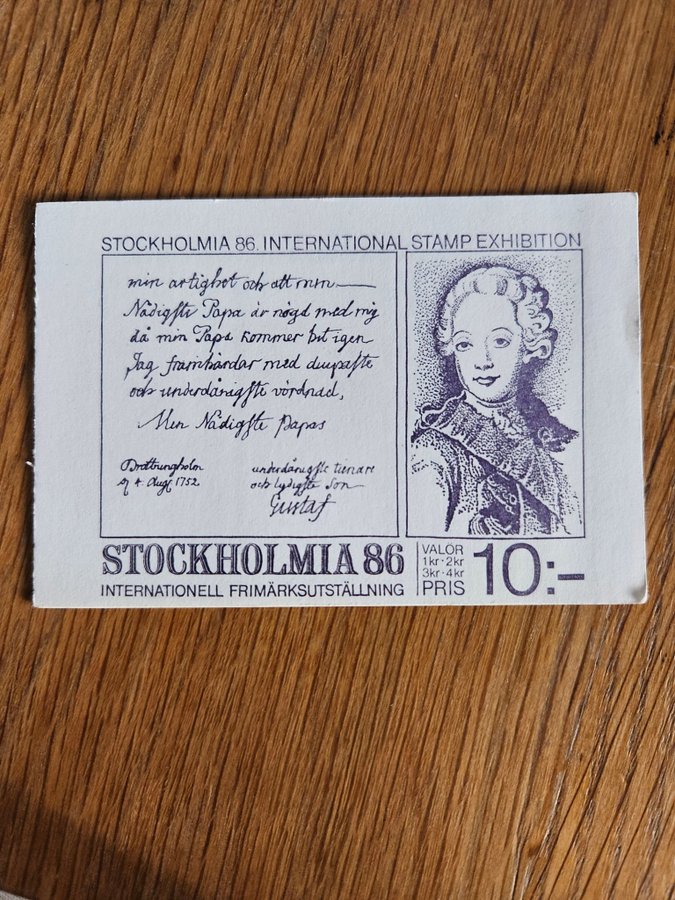 STOCKHOLMIA 86. INTERNATIONAL STAMP EXHIBITION
min artighet och att min
Nådigste Papa är nögd med mig
då min Papa kommer hit igen
Jag framhärdar med diupaste
och underdånigste vördnad,
Min Nådigste Papas
Drottningholm
d 4. Aug. 1752
underdånigste tienare
och lydigste Son
Gustaf
STOCKHOLMIA 86
INTERNATIONELL FRIMÄRKSUTSTÄLLNING
VALÖR
1kr·2kr
3kr·4kr
PRIS
10:-